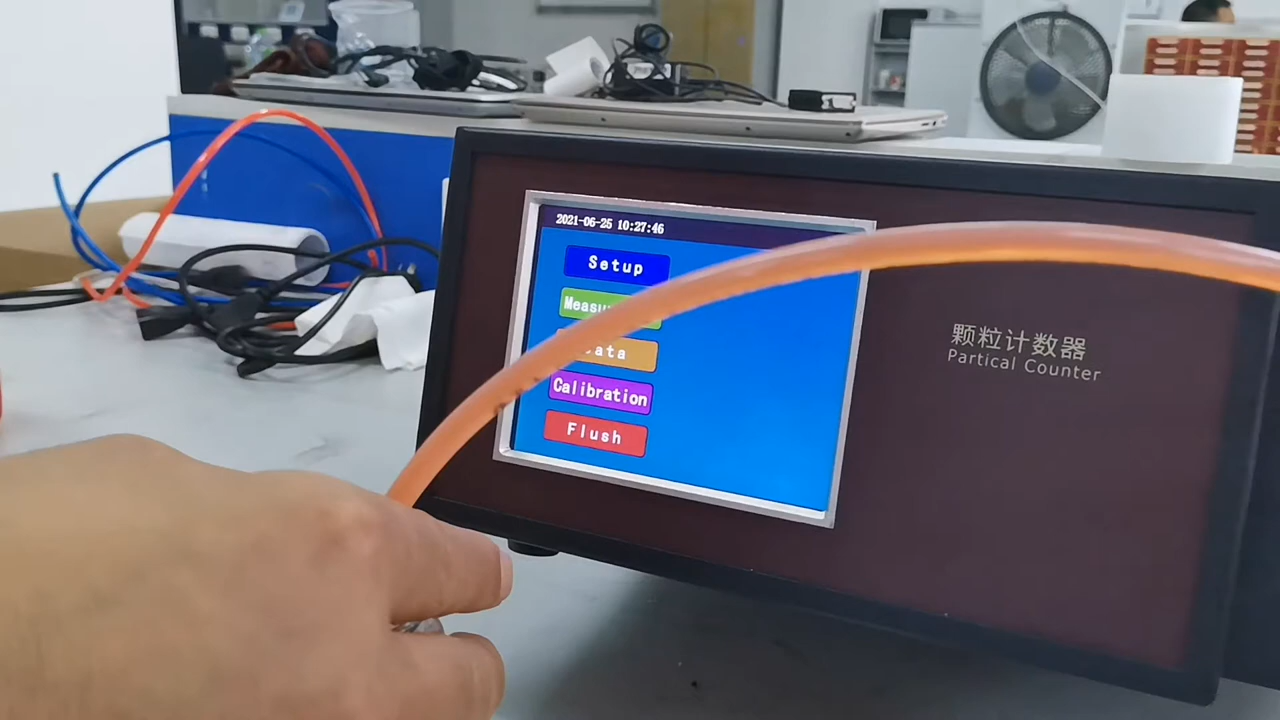 2021-06-25 10:27:46
Setup
Calibration
Flush
颗粒计数器
Partical Counter